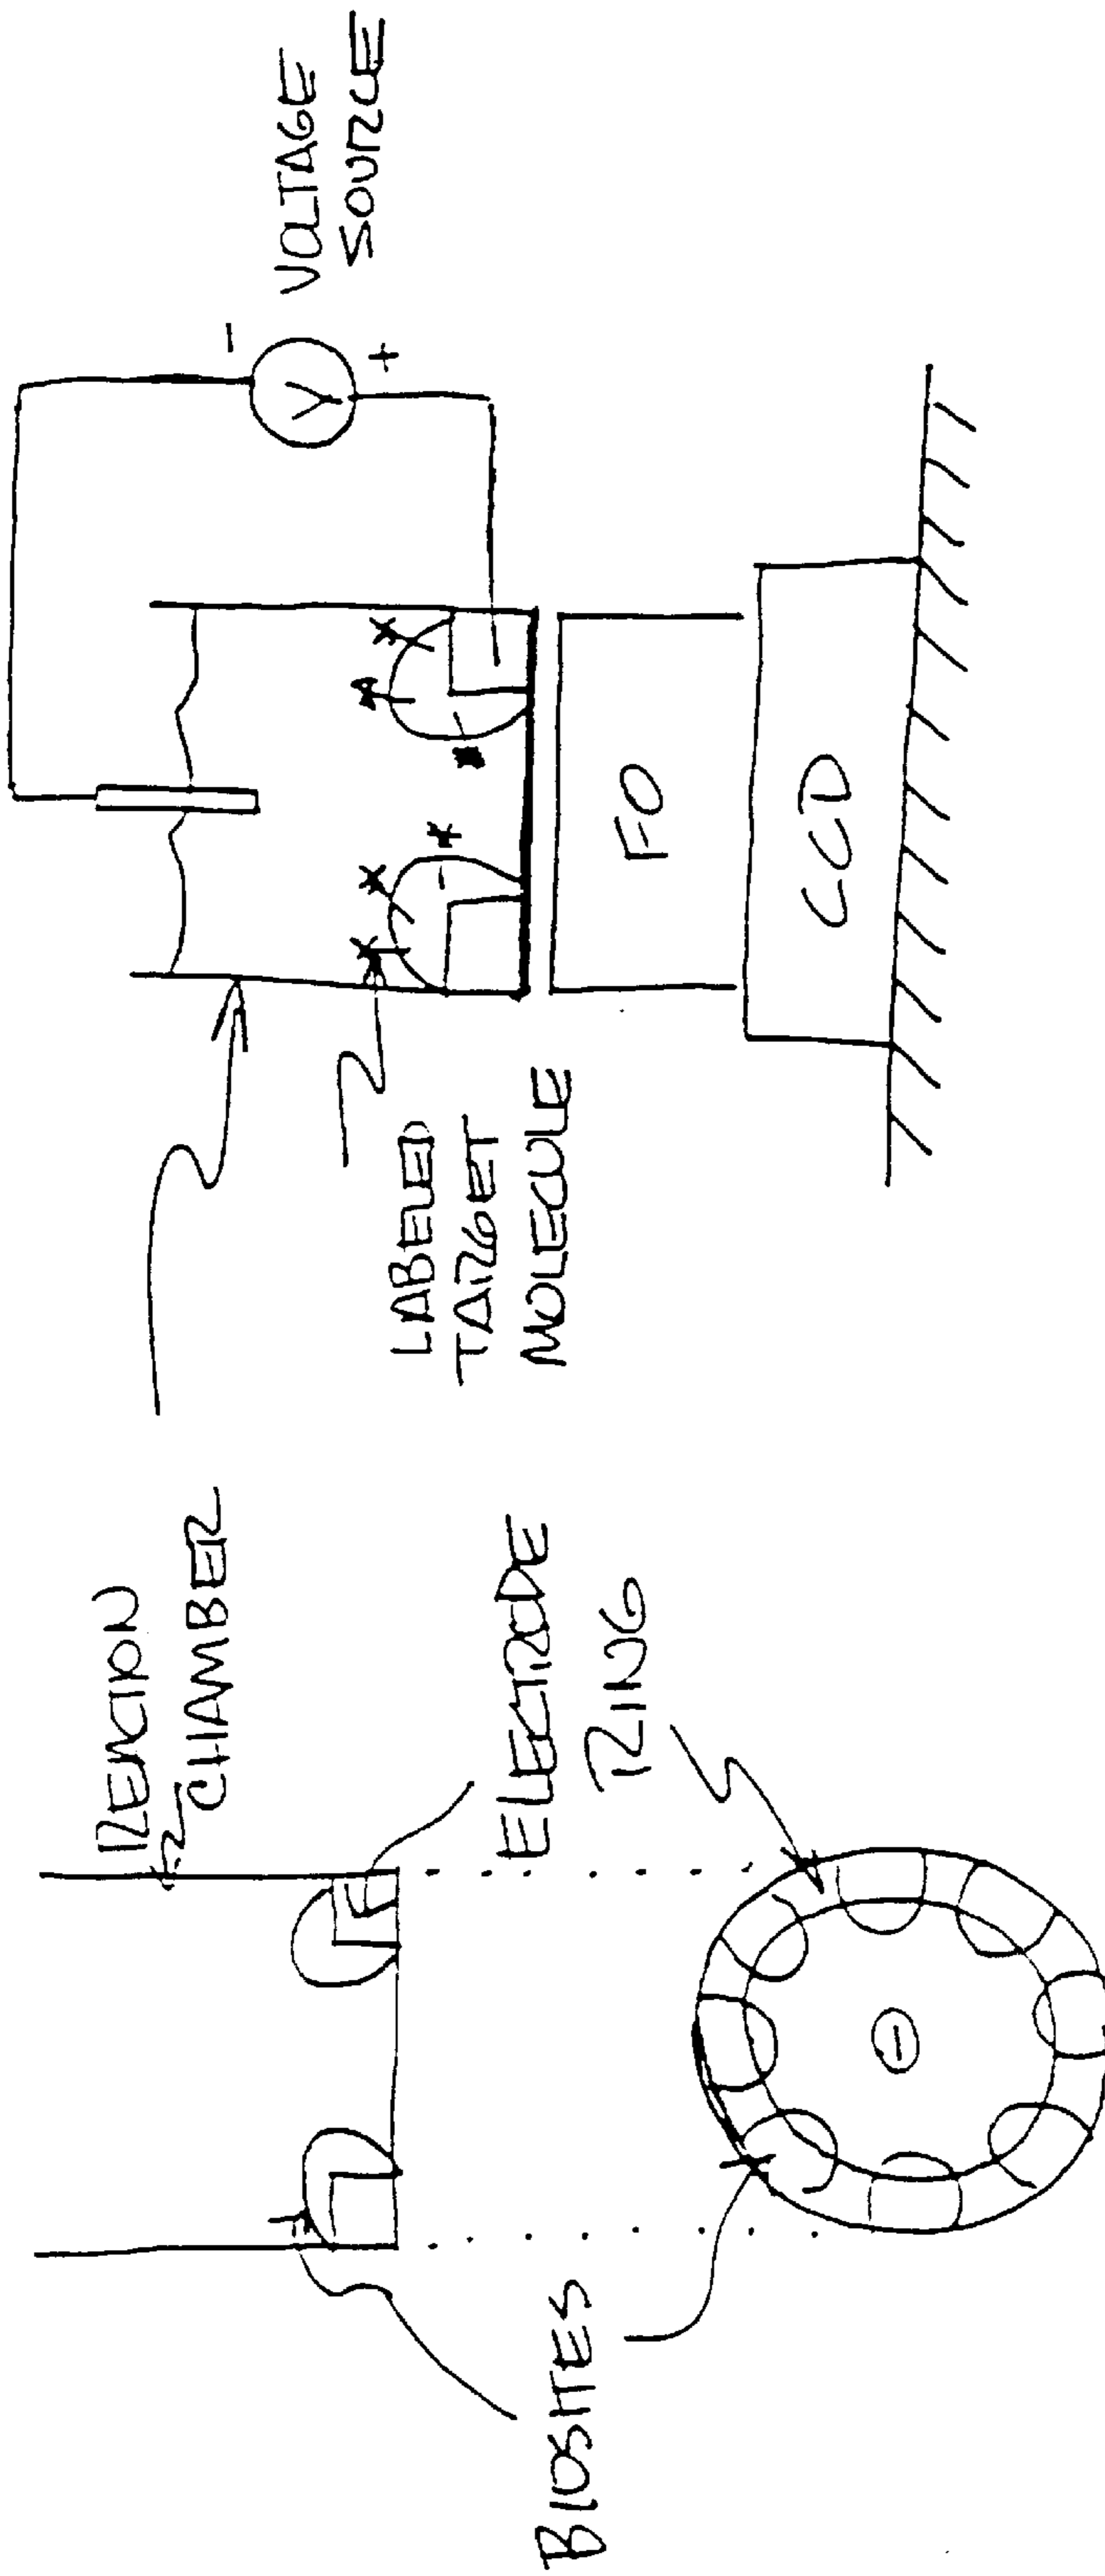 REACTION
CHAMBER
BIOSITES
ELECTRODE
RING
−
LABELED
TARGET
MOLECULE
−
V
+
VOLTAGE
SOURCE
FO
CCD